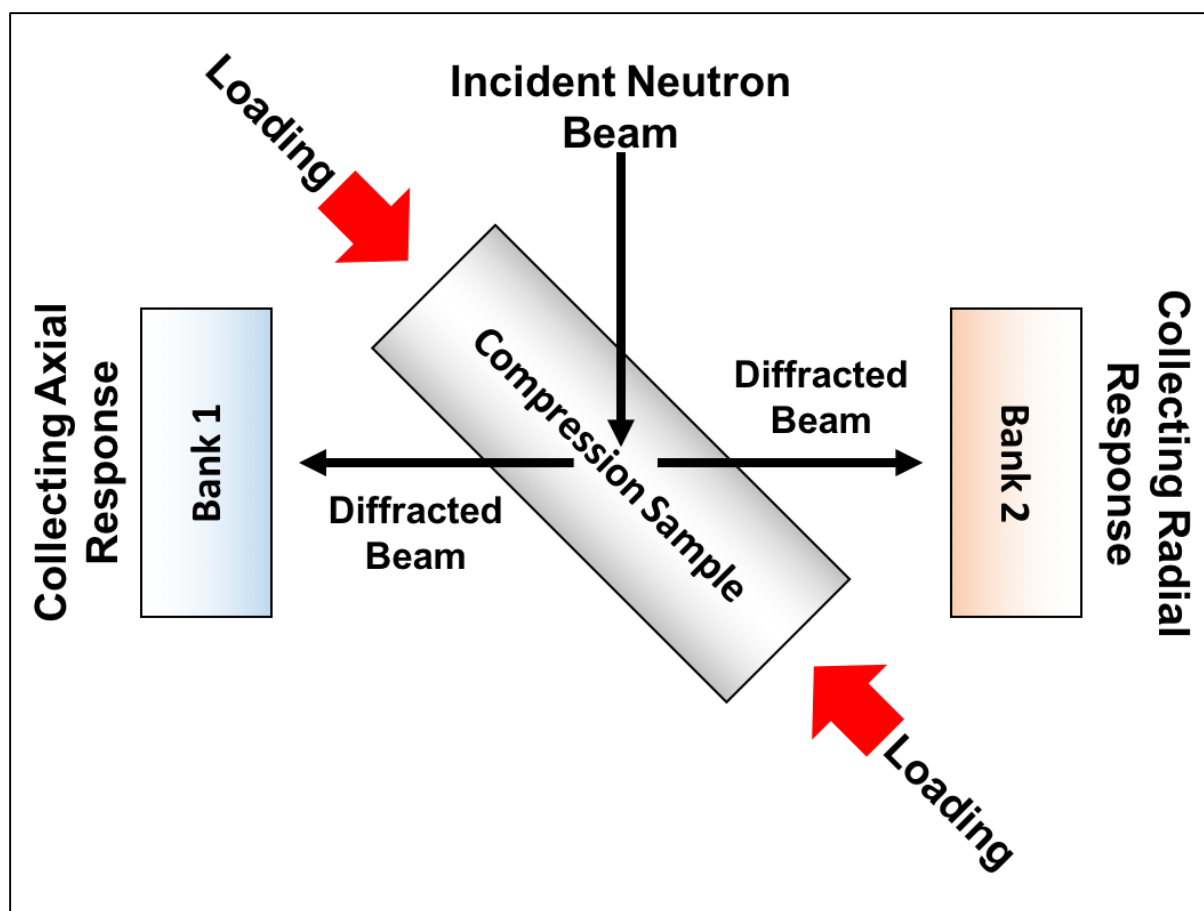 Loading
Incident Neutron
Beam
Collecting Axial
Response
Bank 1
Compression Sample
Diffracted
Beam
Diffracted
Beam
Bank 2
Collecting Radial
Response
Loading